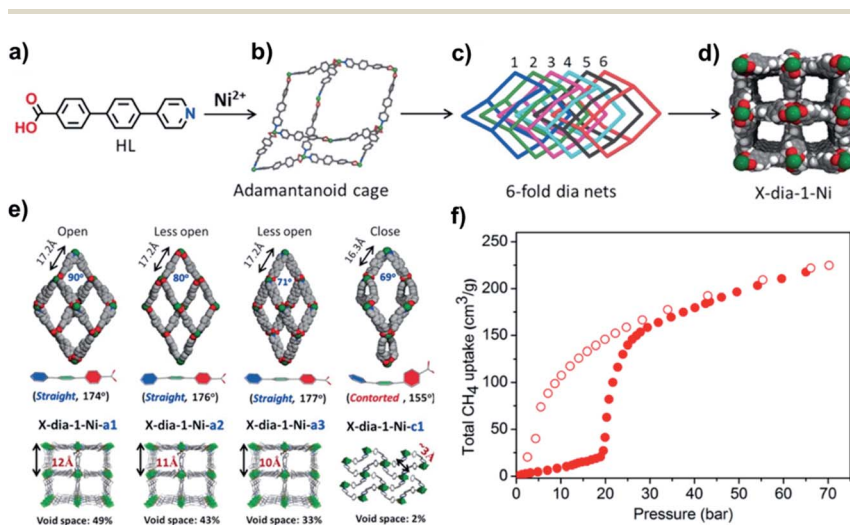 a)
b)
c)
d)
O
HO
N
HL
Ni2+
1 2 3 4 5 6
Adamantanoid cage
6-fold dia nets
X-dia-1-Ni
e)
Open
Less open
Less open
Close
17.2Å
90°
17.2Å
80°
17.2Å
71°
16.3Å
69°
(Straight, 174°)
(Straight, 176°)
(Straight, 177°)
(Contorted , 155°)
X-dia-1-Ni-a1
X-dia-1-Ni-a2
X-dia-1-Ni-a3
X-dia-1-Ni-c1
12Å
11Å
10Å
~3Å
Void space: 49%
Void space: 43%
Void space: 33%
Void space: 2%
f)
Total CH4 uptake (cm3/g)
250
200
150
100
50
0
0 10 20 30 40 50 60 70
Pressure (bar)